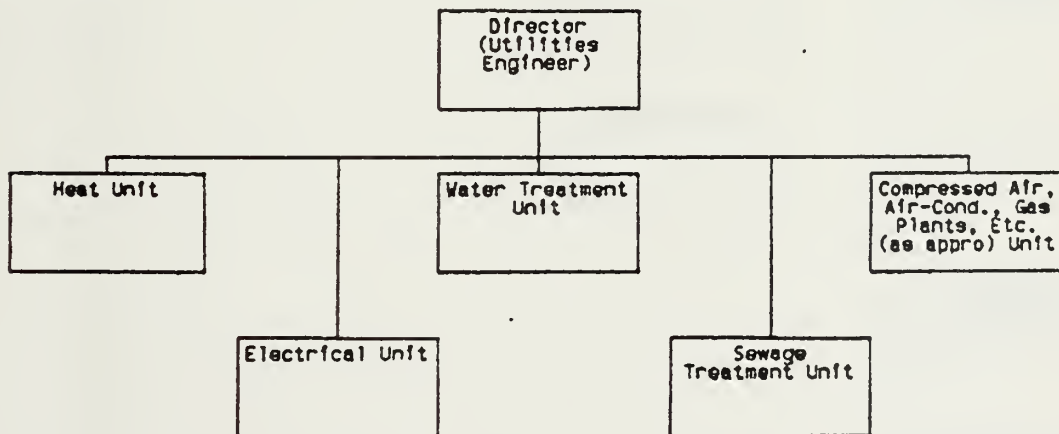 Director
(Utilities
Engineer)
Heat Unit
Water Treatment
Unit
Compressed Air,
Air-Cond., Gas
Plants, Etc.
(as appro) Unit
Electrical Unit
Sewage
Treatment Unit